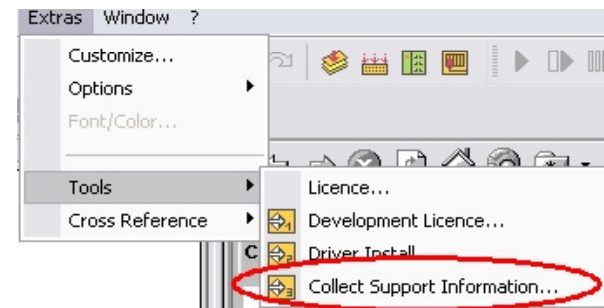 Extras Window ?
Customize...
Options
Font/Color...
Tools
Cross Reference
Licence...
Development Licence...
Driver Install
Collect Support Information...